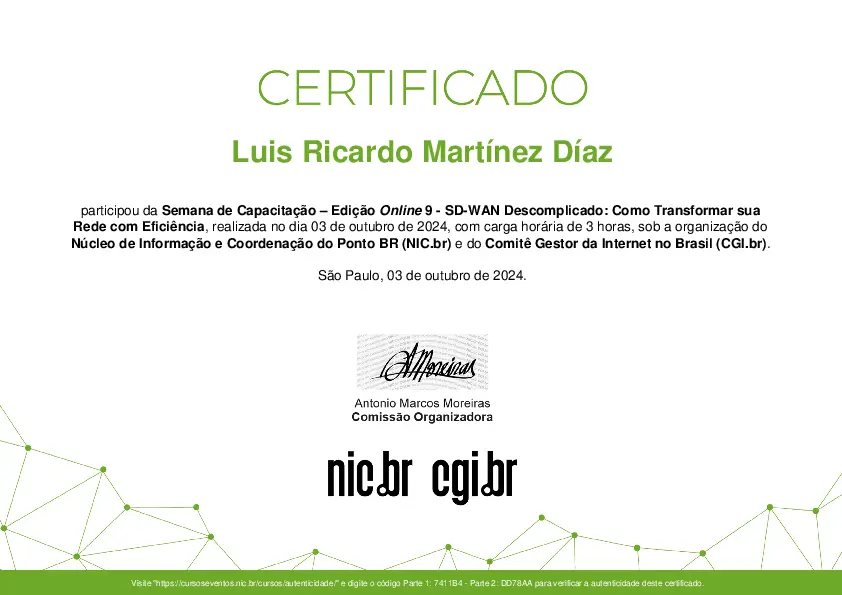 CERTIFICADO
Luis Ricardo Martínez Díaz
participou da Semana de Capacitação – Edição Online 9 - SD-WAN Descomplicado: Como Transformar sua
Rede com Eficiência, realizada no dia 03 de outubro de 2024, com carga horária de 3 horas, sob a organização do
Núcleo de Informação e Coordenação do Ponto BR (NIC.br) e do Comitê Gestor da Internet no Brasil (CGI.br).
São Paulo, 03 de outubro de 2024.
AMoreiras
Antonio Marcos Moreiras
Comissão Organizadora
nic.br cgi.br
Visite "https://cursoseventos.nic.br/cursos/autenticidade/" e digite o código Parte 1: 7411B4 - Parte 2: DD78AA para verificar a autenticidade deste certificado.